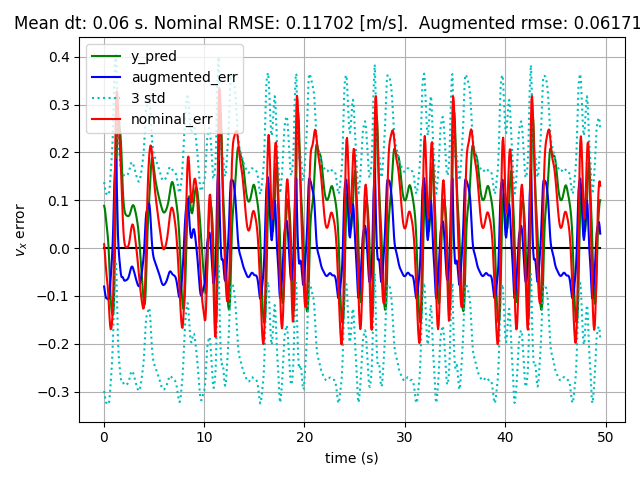 Mean dt: 0.06 s. Nominal RMSE: 0.11702 [m/s].  Augmented rmse: 0.06171
0.4
0.3
0.2
0.1
0.0
−0.1
−0.2
−0.3
v_x error
y_pred
augmented_err
3 std
nominal_err
0 10 20 30 40 50
time (s)